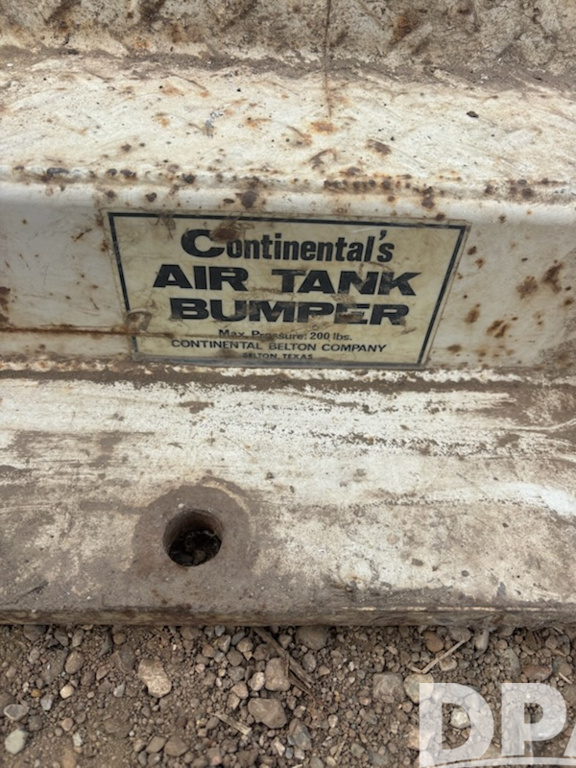 Continental's
AIR TANK
BUMPER
Max. Pressure: 200 lbs.
CONTINENTAL BELTON COMPANY
BELTON, TEXAS